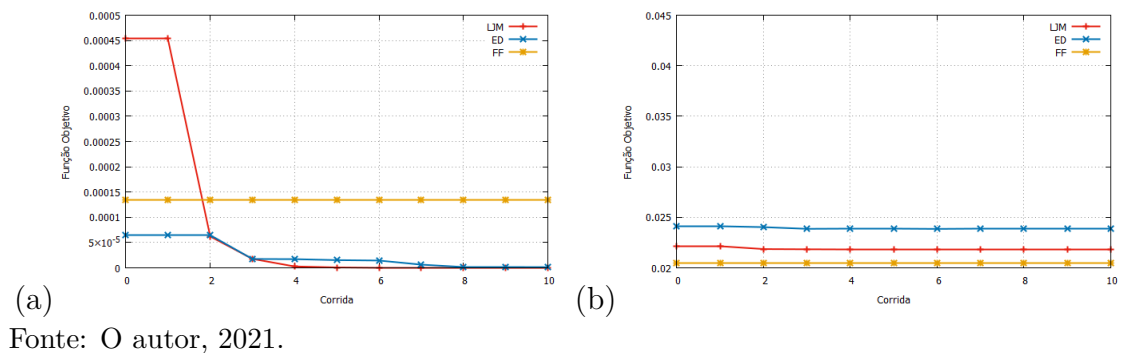 0.0005
0.00045
0.0004
0.00035
0.0003
0.00025
0.0002
0.00015
0.0001
5×10⁻⁵
0
Função Objetivo
LJM
ED
FF
0 2 4 6 8 10
Corrida
(a)
0.045
0.04
0.035
0.03
0.025
0.02
Função Objetivo
LJM
ED
FF
0 2 4 6 8 10
Corrida
(b)
Fonte: O autor, 2021.